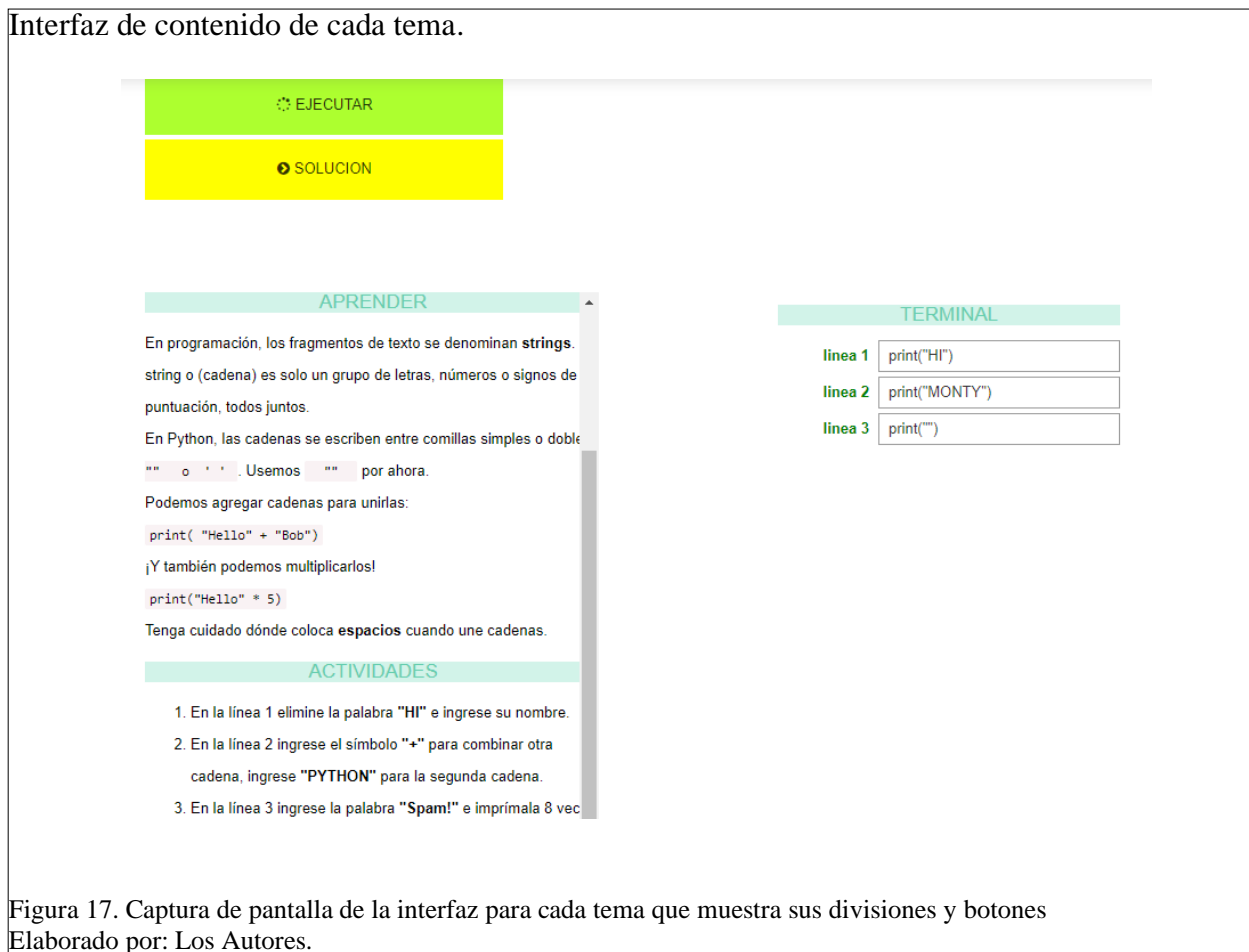 Interfaz de contenido de cada tema.
EJECUTAR
SOLUCION
APRENDER
En programación, los fragmentos de texto se denominan strings.
string o (cadena) es solo un grupo de letras, números o signos de
puntuación, todos juntos.
En Python, las cadenas se escriben entre comillas simples o doble
"" o ' ' . Usemos "" por ahora.
Podemos agregar cadenas para unirlas:
print( "Hello" + "Bob")
¡Y también podemos multiplicarlos!
print("Hello" * 5)
Tenga cuidado dónde coloca espacios cuando une cadenas.
ACTIVIDADES
1. En la línea 1 elimine la palabra "HI" e ingrese su nombre.
2. En la línea 2 ingrese el símbolo "+" para combinar otra
cadena, ingrese "PYTHON" para la segunda cadena.
3. En la línea 3 ingrese la palabra "Spam!" e imprímala 8 vec
TERMINAL
linea 1 print("HI")
linea 2 print("MONTY")
linea 3 print("")
Figura 17. Captura de pantalla de la interfaz para cada tema que muestra sus divisiones y botones
Elaborado por: Los Autores.